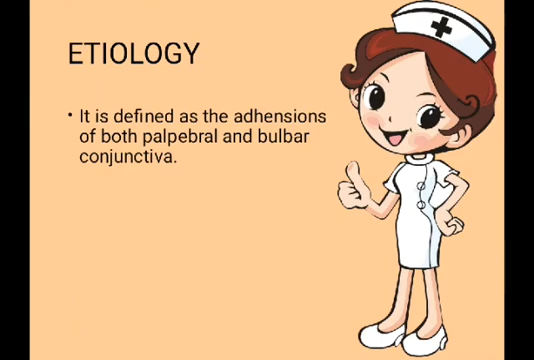 ETIOLOGY
• It is defined as the adhensions
of both palpebral and bulbar
conjunctiva.